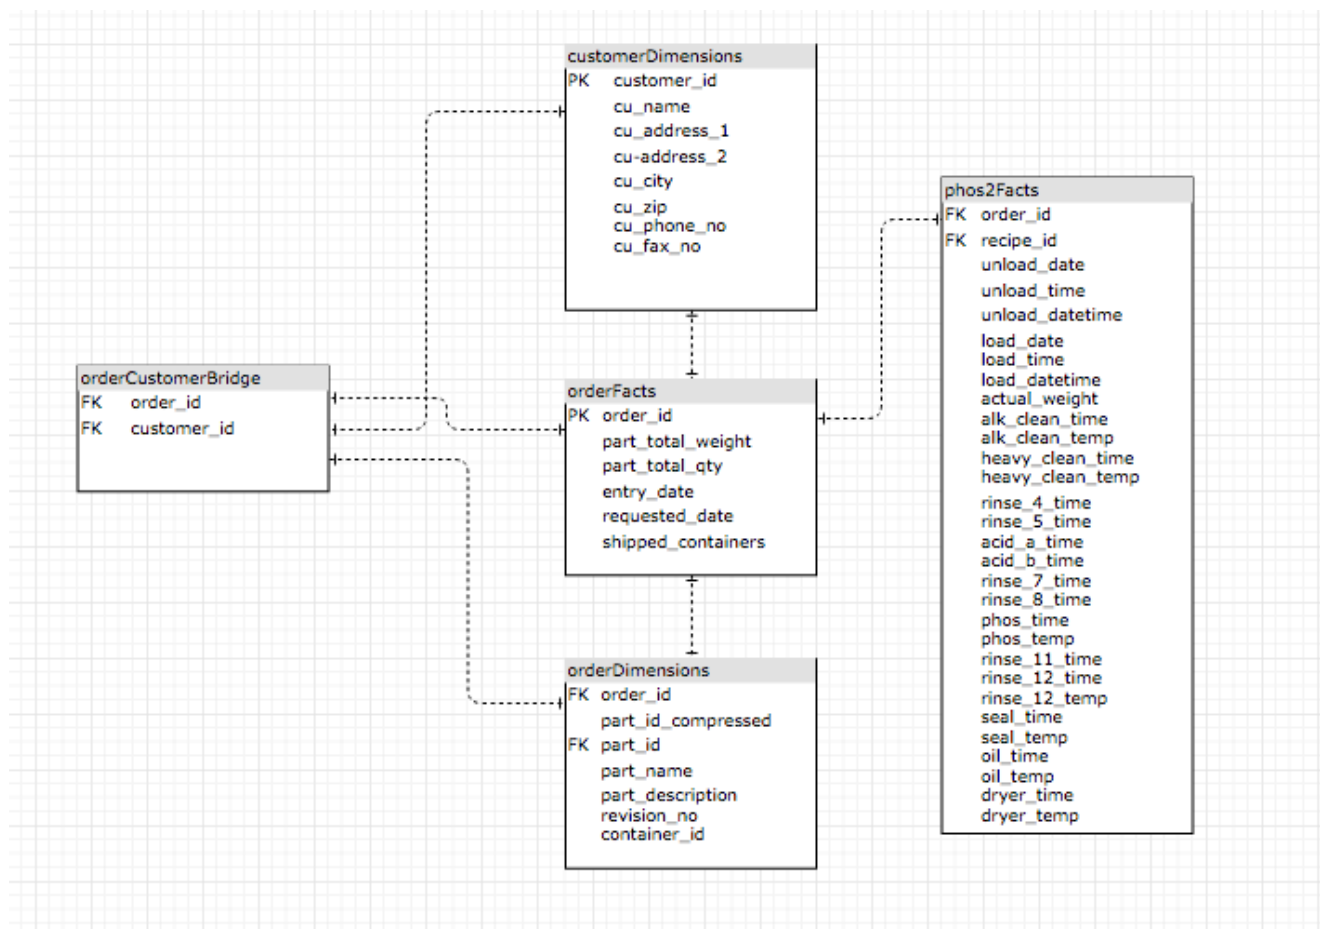 customerDimensions
PK customer_id
cu_name
cu_address_1
cu-address_2
cu_city
cu_zip
cu_phone_no
cu_fax_no
phos2Facts
FK order_id
FK recipe_id
unload_date
unload_time
unload_datetime
load_date
load_time
load_datetime
actual_weight
alk_clean_time
alk_clean_temp
heavy_clean_time
heavy_clean_temp
rinse_4_time
rinse_5_time
acid_a_time
acid_b_time
rinse_7_time
rinse_8_time
phos_time
phos_temp
rinse_11_time
rinse_12_time
rinse_12_temp
seal_time
seal_temp
oil_time
oil_temp
dryer_time
dryer_temp
orderCustomerBridge
FK order_id
FK customer_id
orderFacts
PK order_id
part_total_weight
part_total_qty
entry_date
requested_date
shipped_containers
orderDimensions
FK order_id
part_id_compressed
FK part_id
part_name
part_description
revision_no
container_id